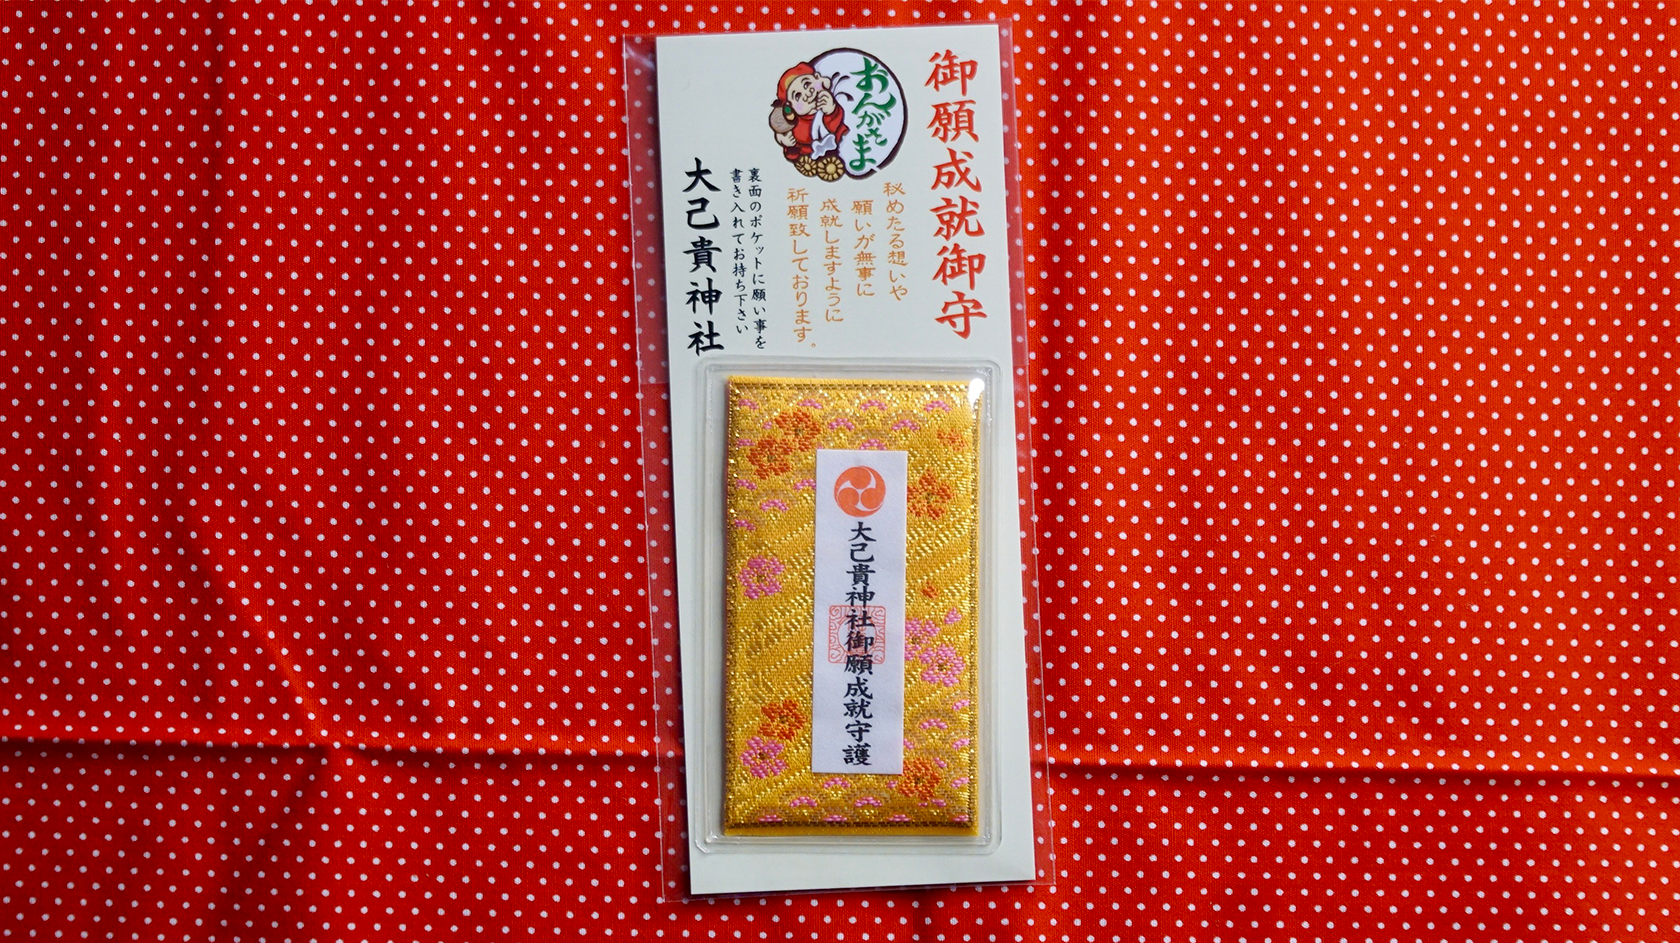 御願成就御守
おんがさま
秘めたる想いや
願いが無事に
成就しますように
祈願致しております。
裏面のポケットに願い事を
書き入れてお持ち下さい
大己貴神社
大己貴神社御願成就守護